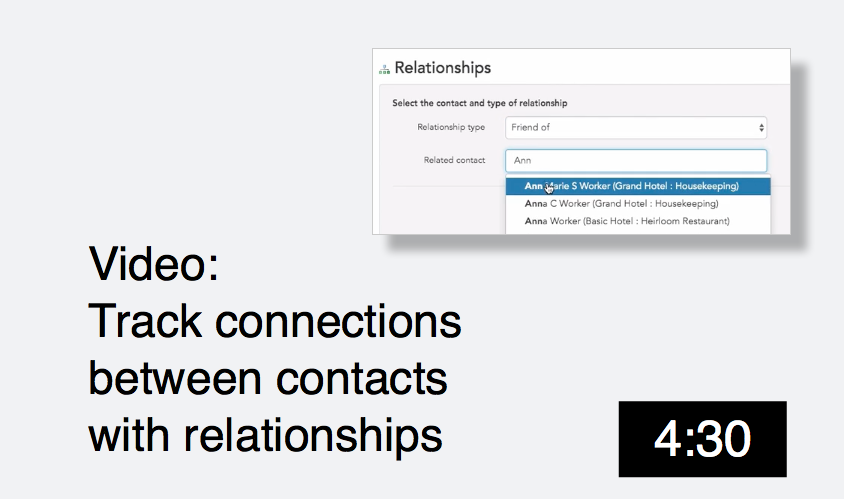 Relationships
Select the contact and type of relationship
Relationship type
Friend of
Related contact
Ann
Ann Marie S Worker (Grand Hotel : Housekeeping)
Anna C Worker (Grand Hotel : Housekeeping)
Anna Worker (Basic Hotel : Heirloom Restaurant)
Video:
Track connections
between contacts
with relationships
4:30